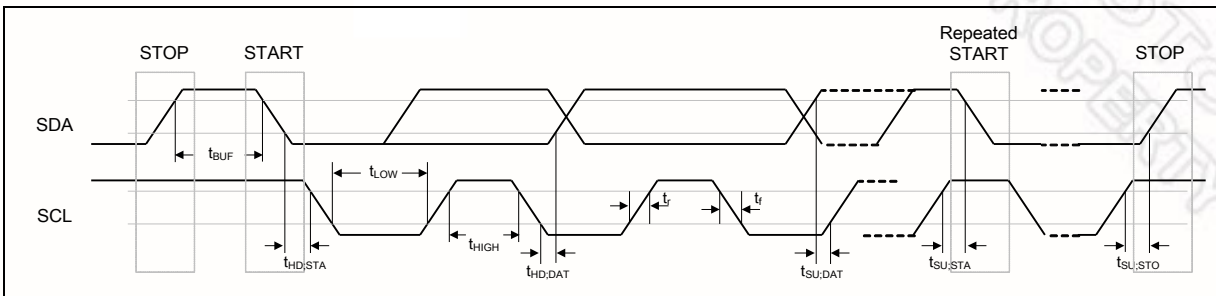 STOP
START
Repeated
START
STOP
SDA
tBUF
tLOW
SCL
tr
tf
tHIGH
tHD;STA
tHD;DAT
tSU;DAT
tSU;STA
tSU;STO